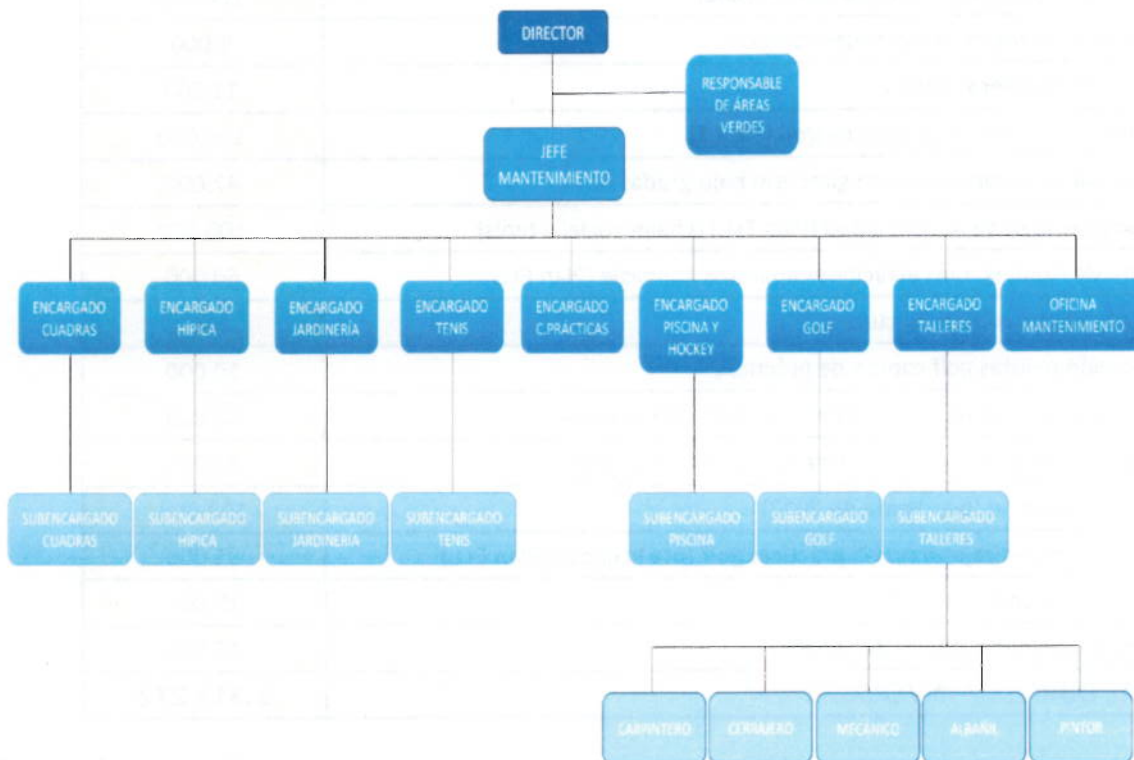 DIRECTOR
RESPONSABLE
DE ÁREAS
VERDES
JEFE
MANTENIMIENTO
ENCARGADO
CUADRAS
ENCARGADO
HÍPICA
ENCARGADO
JARDINERÍA
ENCARGADO
TENIS
ENCARGADO
C.PRÁCTICAS
ENCARGADO
PISCINA Y
HOCKEY
ENCARGADO
GOLF
ENCARGADO
TALLERES
OFICINA
MANTENIMIENTO
SUBENCARGADO
CUADRAS
SUBENCARGADO
HÍPICA
SUBENCARGADO
JARDINERÍA
SUBENCARGADO
TENIS
SUBENCARGADO
PISCINA
SUBENCARGADO
GOLF
SUBENCARGADO
TALLERES
CARPINTERO
CERRAJERO
MECÁNICO
ALBAÑIL
PINTOR